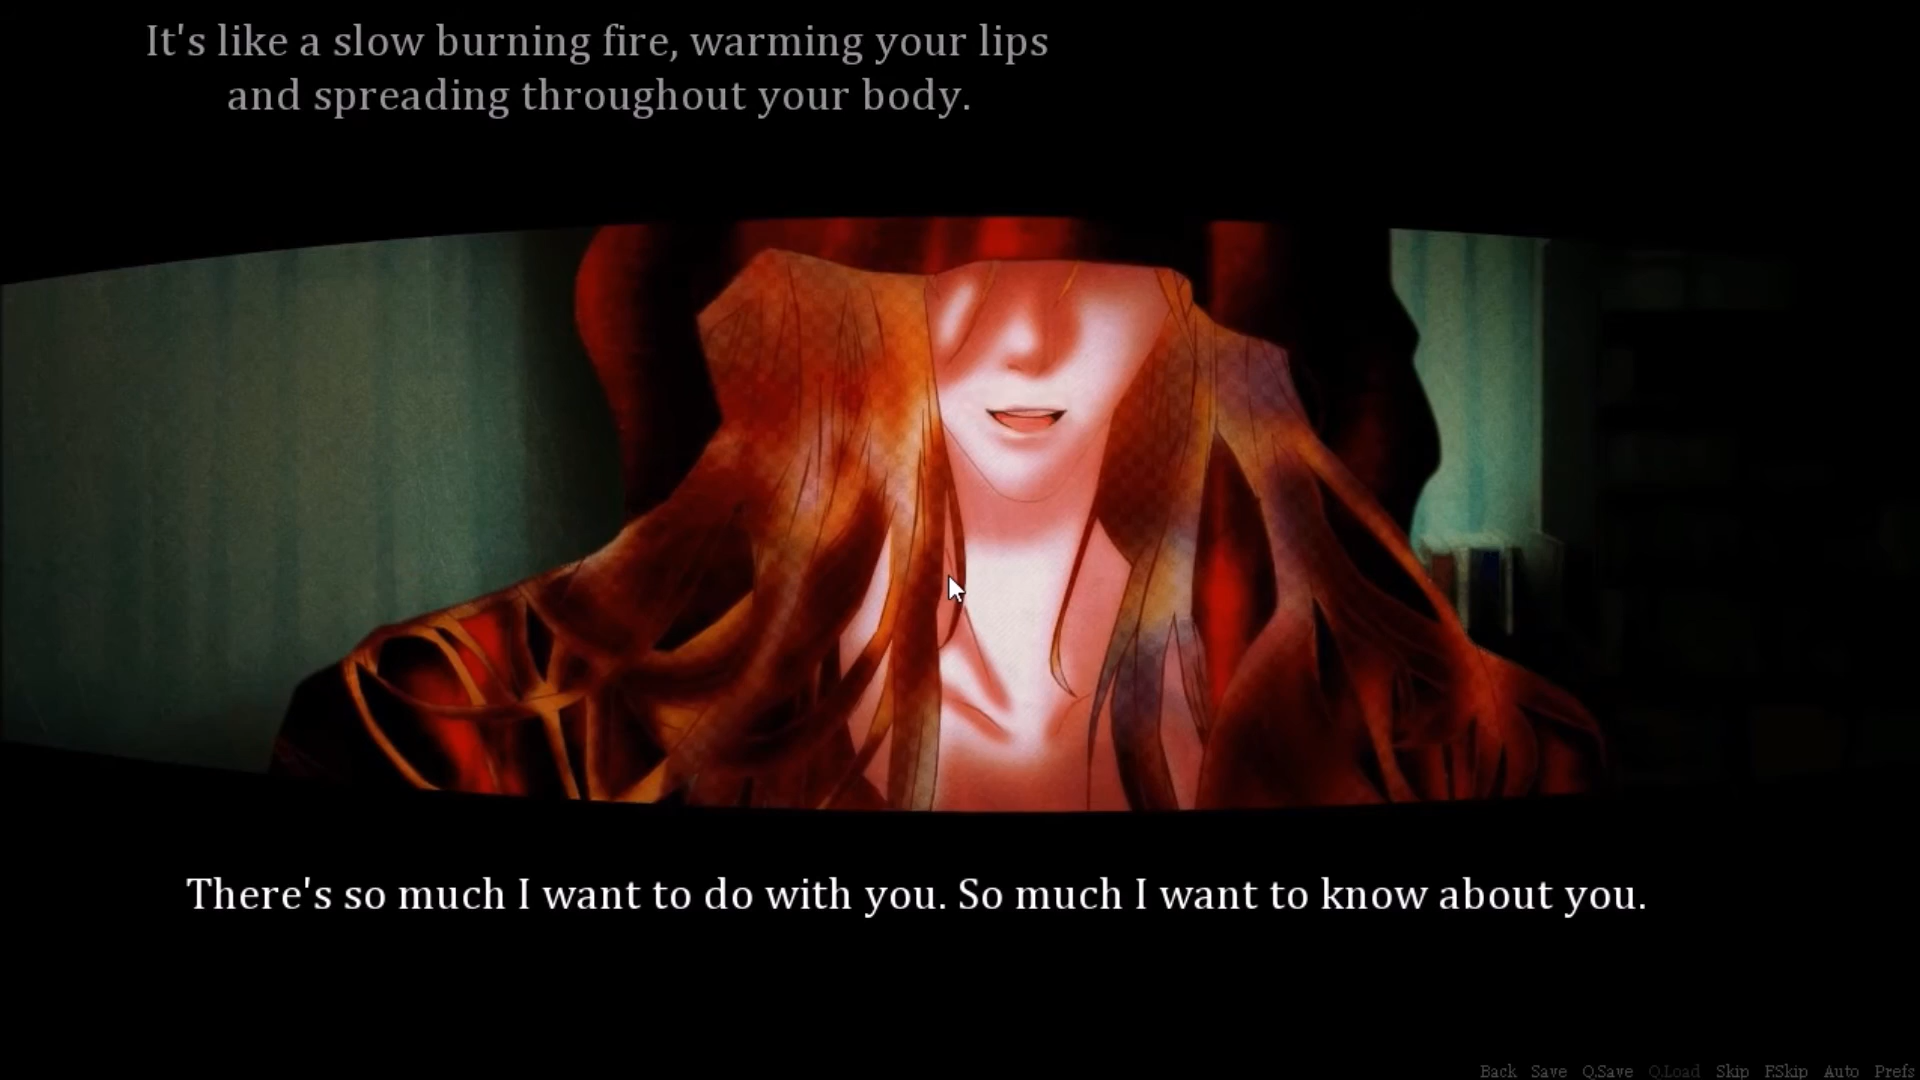 It's like a slow burning fire, warming your lips
and spreading throughout your body.
There's so much I want to do with you. So much I want to know about you.
Back Save Q.Save Q.Load Skip F.Skip Auto Prefs